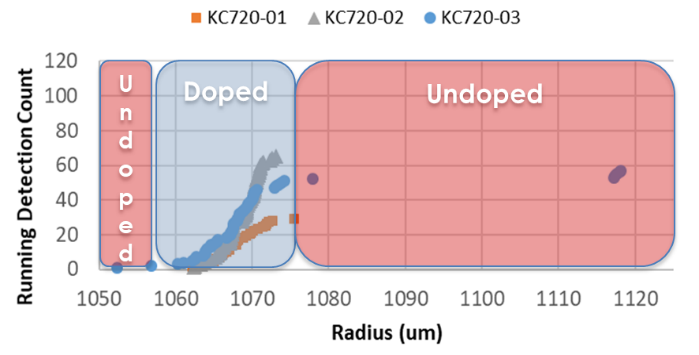 KC720-01 KC720-02 KC720-03
120
100
80
60
40
20
0
Running Detection Count
Undoped
Doped
Undoped
1050 1060 1070 1080 1090 1100 1110 1120
Radius (um)